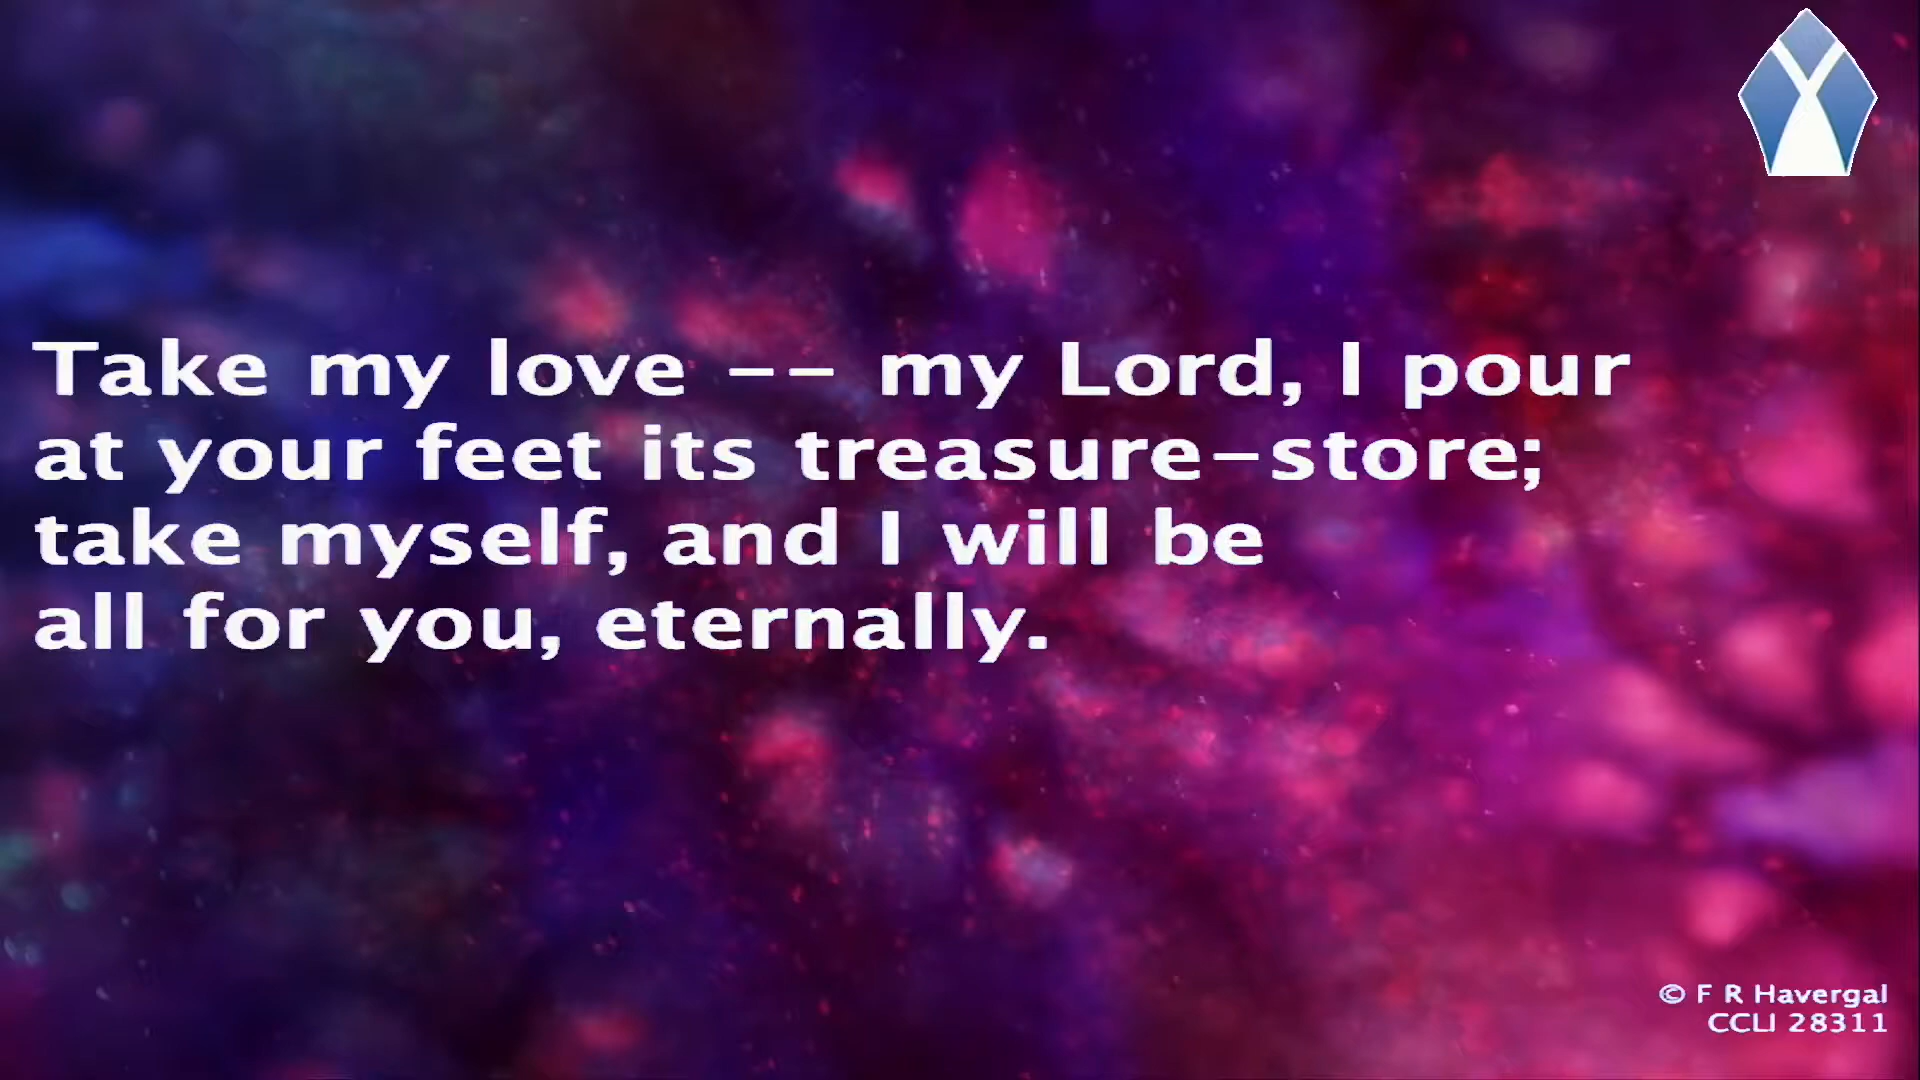 Take my love -- my Lord, I pour
at your feet its treasure-store;
take myself, and I will be
all for you, eternally.
© F R Havergal
CCLI 28311